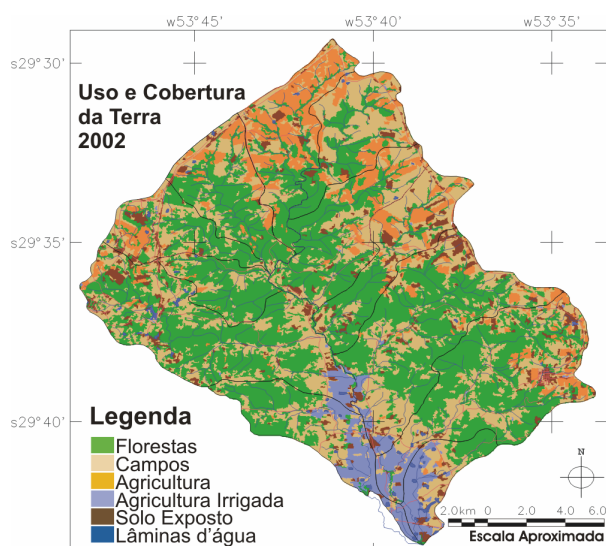 w53°45' w53°40' w53°35'
s29°30'
Uso e Cobertura
da Terra
2002
s29°35'
s29°40'
Legenda
Florestas
Campos
Agricultura
Agricultura Irrigada
Solo Exposto
Lâminas d'água
N
2.0km 0 2.0 4.0 6.0
Escala Aproximada